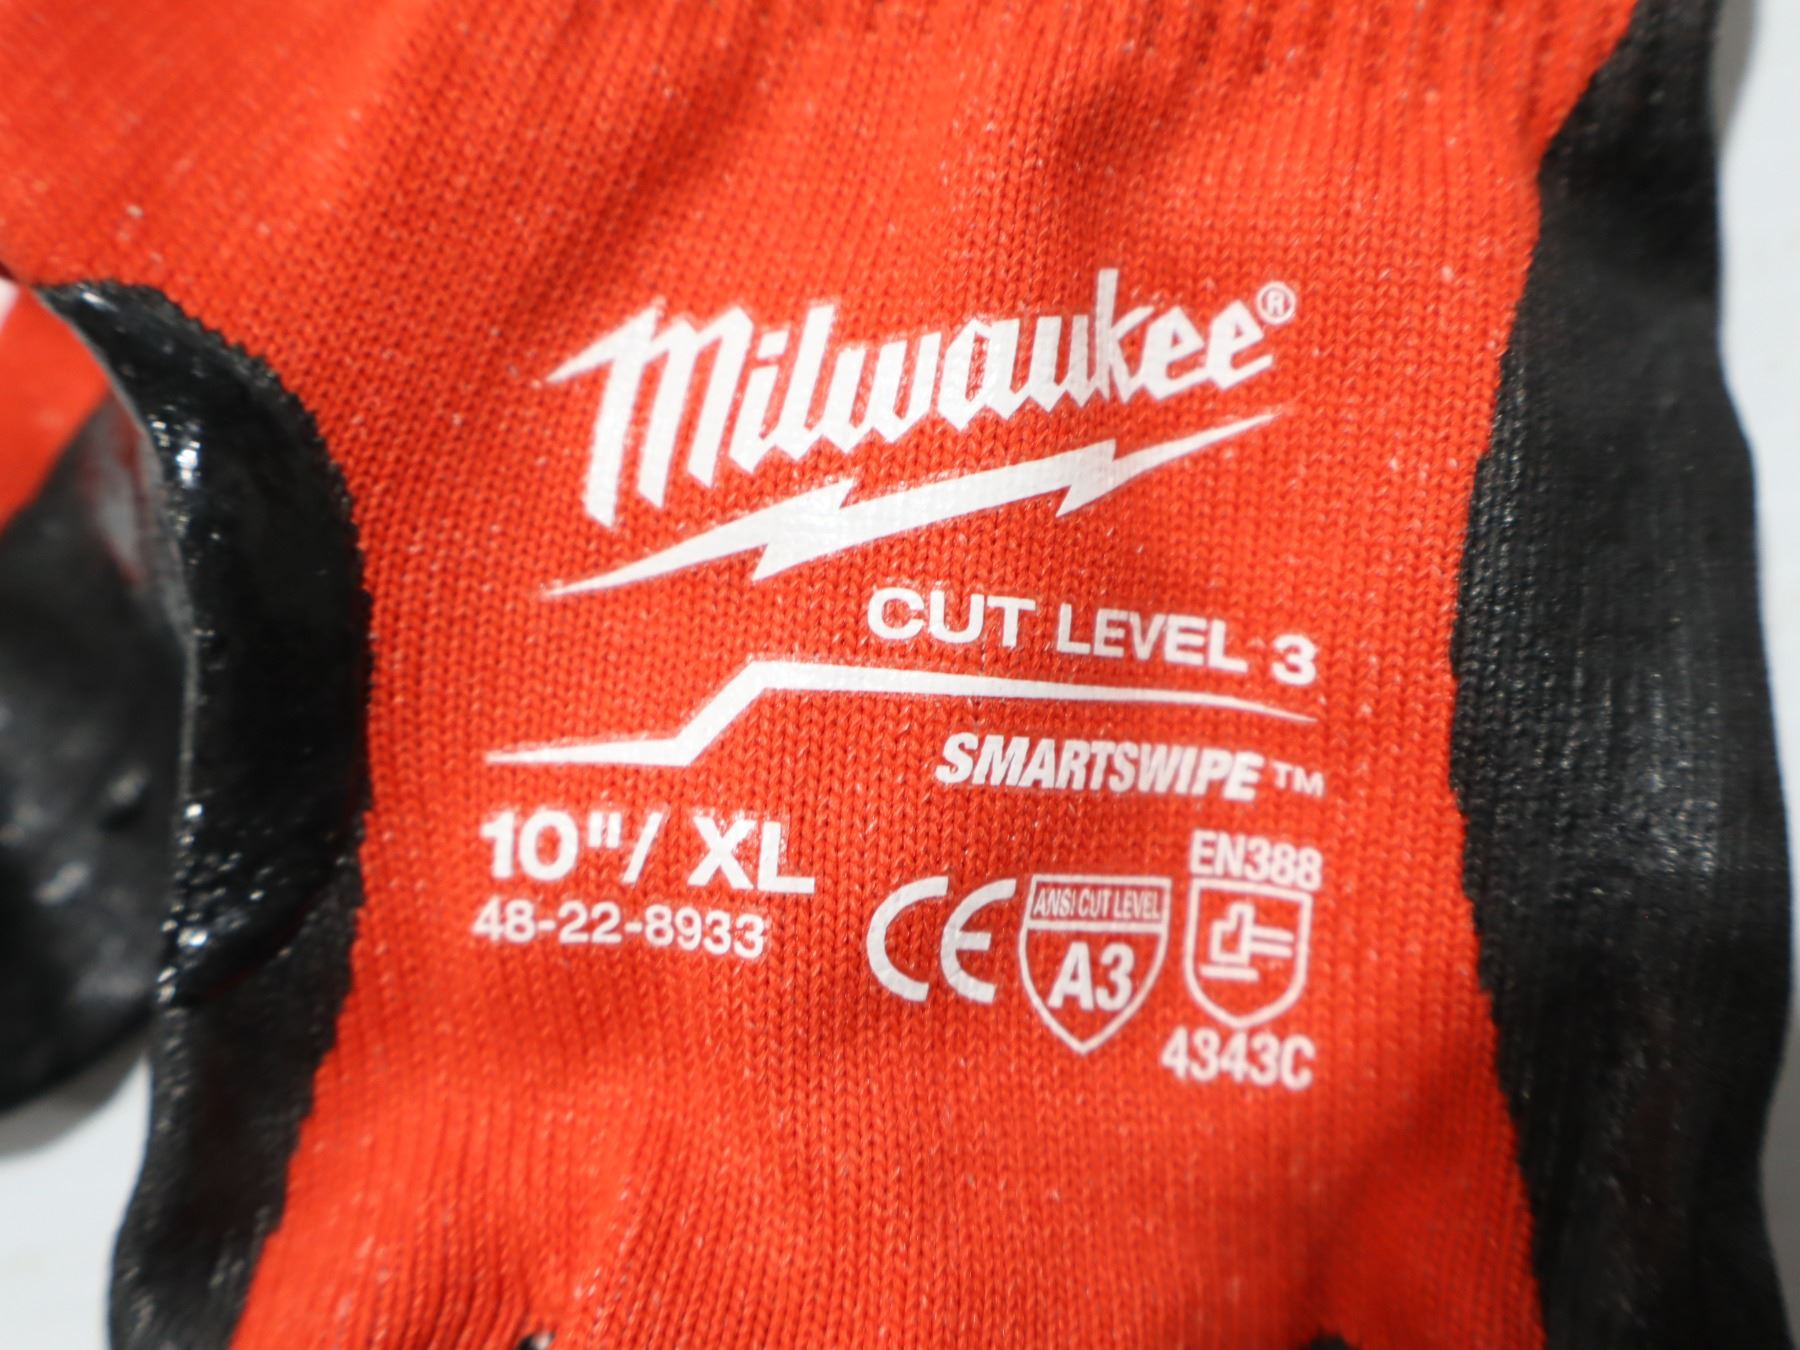 Milwaukee®
CUT LEVEL 3
SMARTSWIPE™
10"/ XL
48-22-8933
CE
ANSI CUT LEVEL
A3
EN388
4343C